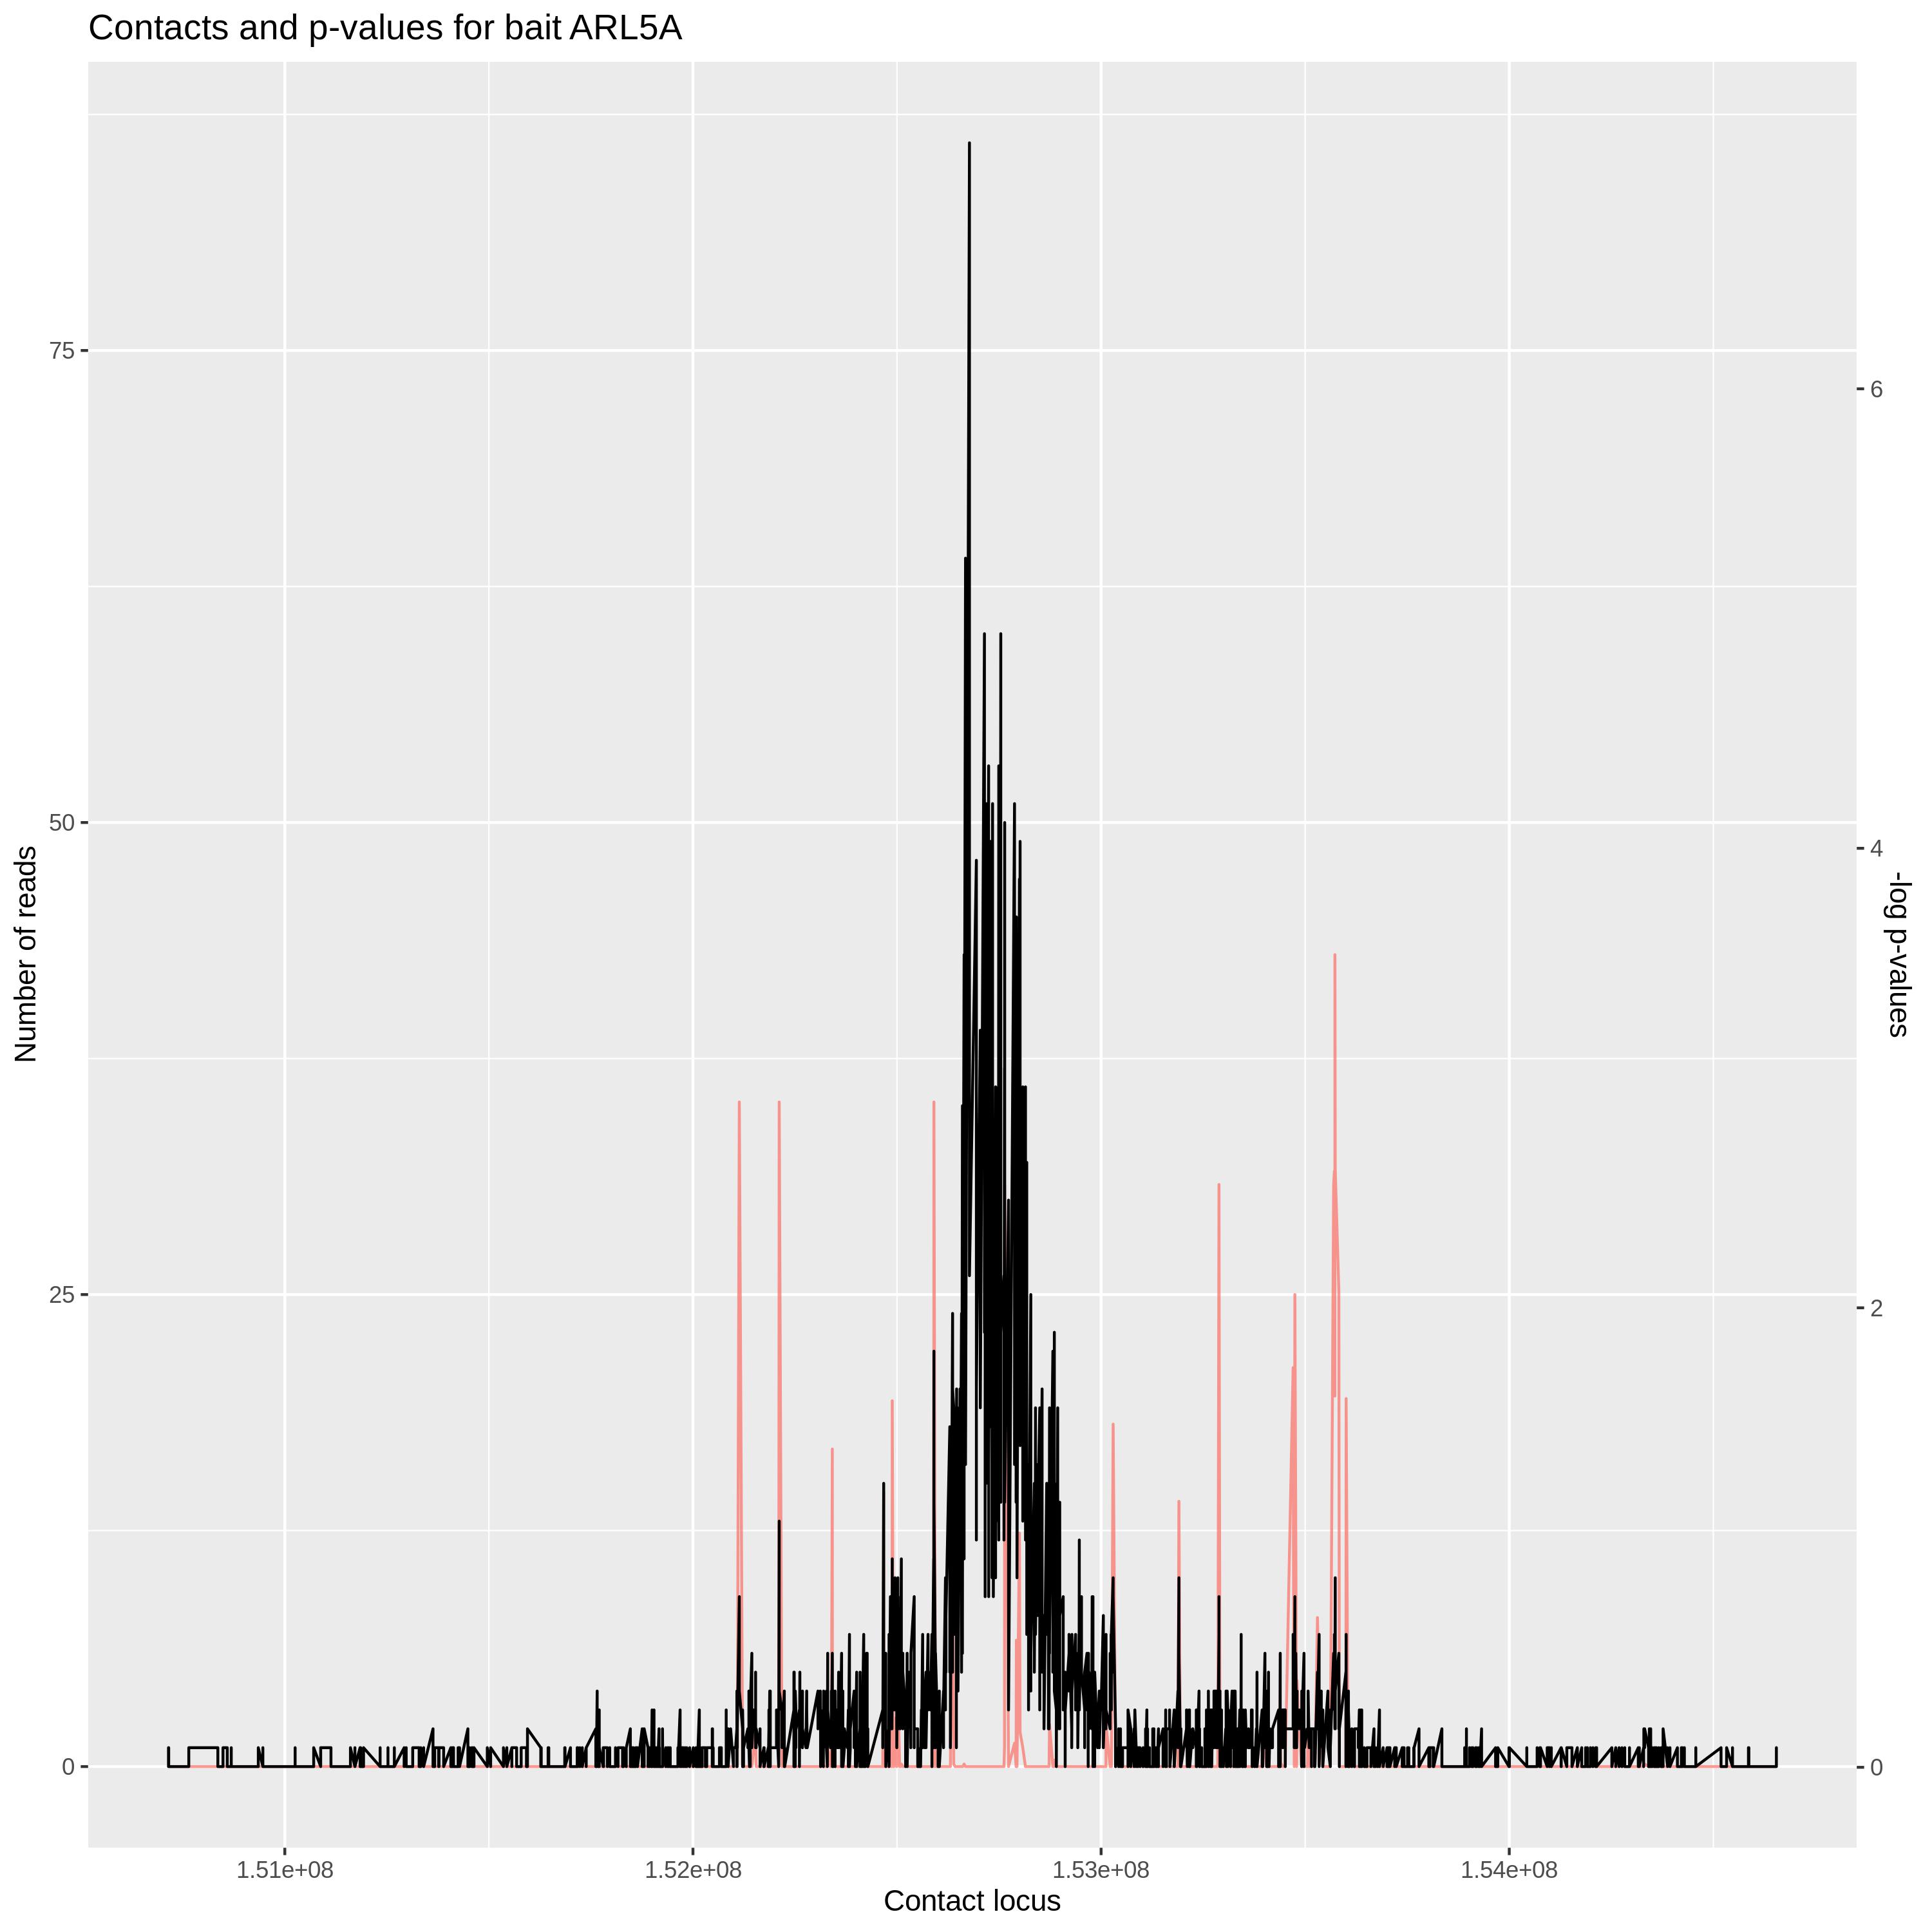 Contacts and p-values for bait ARL5A
75
50
25
0
6
4
2
0
Number of reads
-log p-values
1.51e+08
1.52e+08
1.53e+08
1.54e+08
Contact locus